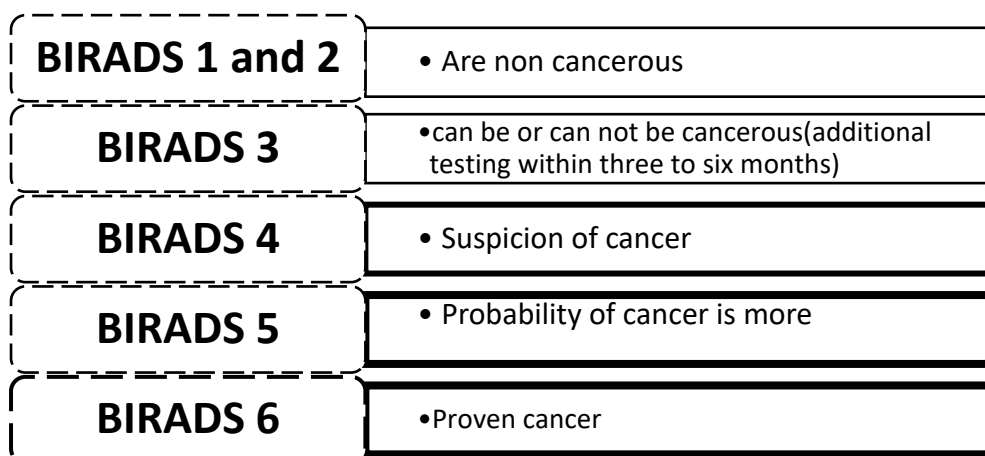 BIRADS 1 and 2
• Are non cancerous
BIRADS 3
•can be or can not be cancerous(additional
testing within three to six months)
BIRADS 4
• Suspicion of cancer
BIRADS 5
• Probability of cancer is more
BIRADS 6
•Proven cancer